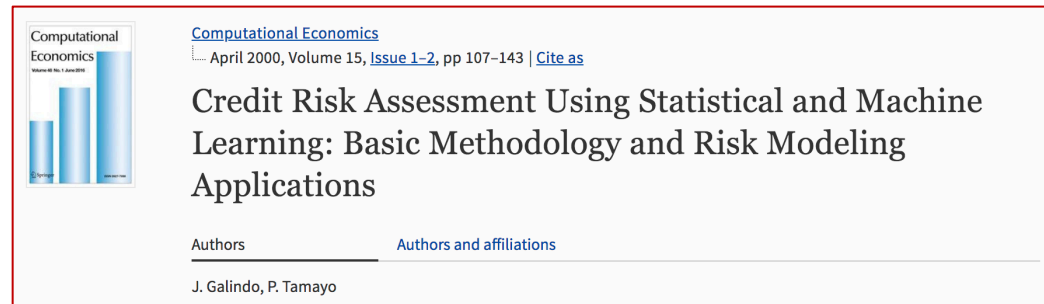 Computational
Economics
Computational Economics
April 2000, Volume 15, Issue 1–2, pp 107–143 | Cite as
Credit Risk Assessment Using Statistical and Machine
Learning: Basic Methodology and Risk Modeling
Applications
Authors
Authors and affiliations
J. Galindo, P. Tamayo